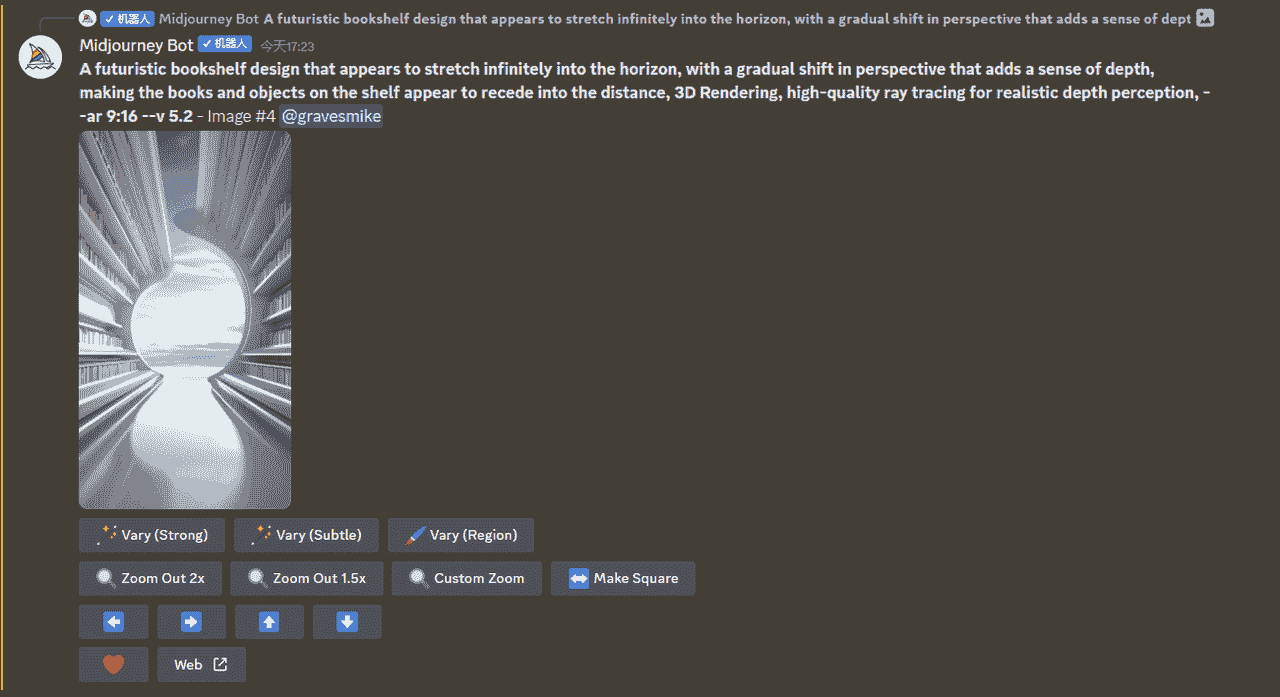 ✓机器人 Midjourney Bot A futuristic bookshelf design that appears to stretch infinitely into the horizon, with a gradual shift in perspective that adds a sense of dept
Midjourney Bot ✓机器人 今天17:23
A futuristic bookshelf design that appears to stretch infinitely into the horizon, with a gradual shift in perspective that adds a sense of depth,
making the books and objects on the shelf appear to recede into the distance, 3D Rendering, high-quality ray tracing for realistic depth perception, -
-ar 9:16 --v 5.2 - Image #4 @gravesmike
Vary (Strong) Vary (Subtle) Vary (Region)
Zoom Out 2x Zoom Out 1.5x Custom Zoom Make Square
Web